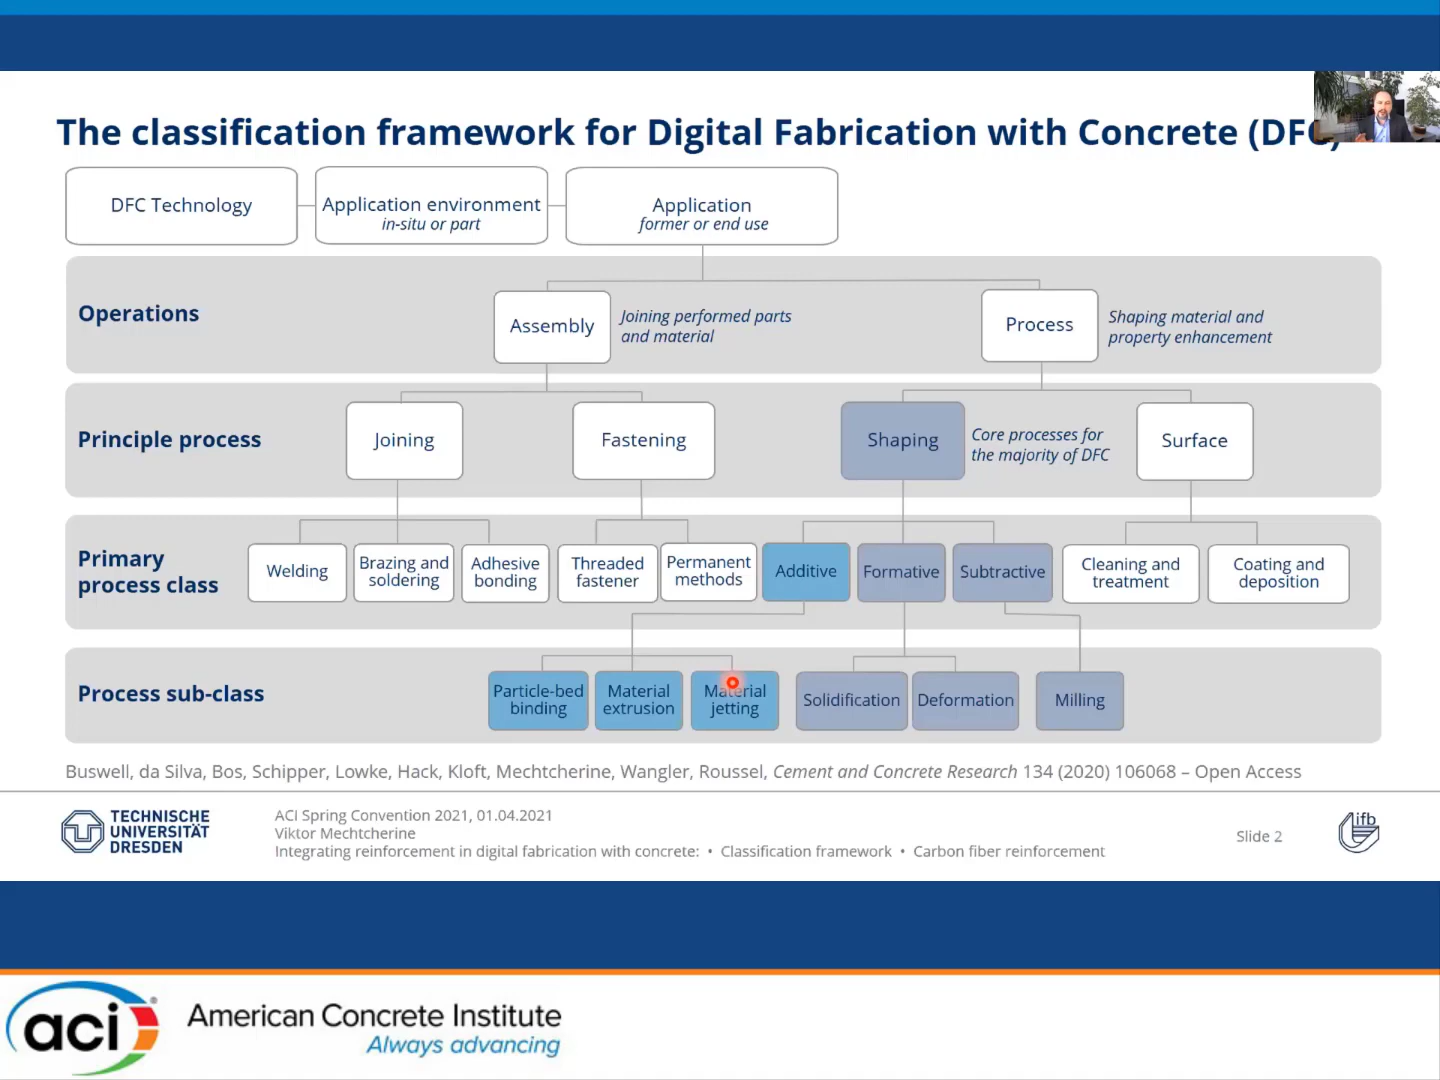 The classification framework for Digital Fabrication with Concrete (DFC)
DFC Technology
Application environment
in-situ or part
Application
former or end use
Operations
Assembly
Joining performed parts
and material
Process
Shaping material and
property enhancement
Principle process
Joining
Fastening
Shaping
Core processes for
the majority of DFC
Surface
Primary
process class
Welding
Brazing and
soldering
Adhesive
bonding
Threaded
fastener
Permanent
methods
Additive
Formative
Subtractive
Cleaning and
treatment
Coating and
deposition
Process sub-class
Particle-bed
binding
Material
extrusion
Material
jetting
Solidification
Deformation
Milling
Buswell, da Silva, Bos, Schipper, Lowke, Hack, Kloft, Mechtcherine, Wangler, Roussel, Cement and Concrete Research 134 (2020) 106068 – Open Access
TECHNISCHE
UNIVERSITÄT
DRESDEN
ACI Spring Convention 2021, 01.04.2021
Viktor Mechtcherine
Integrating reinforcement in digital fabrication with concrete: • Classification framework • Carbon fiber reinforcement
Slide 2
ifb
aci®
American Concrete Institute
Always advancing